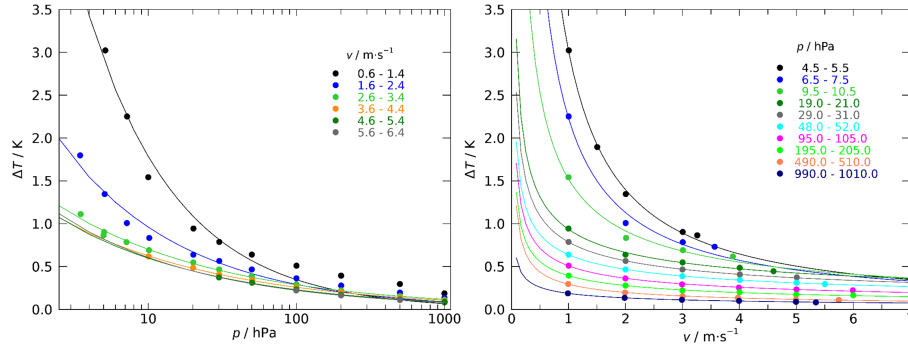 3.5
3.0
2.5
2.0
1.5
1.0
0.5
0.0
ΔT / K
10
100
1000
p / hPa
v / m·s⁻¹
0.6 - 1.4
1.6 - 2.4
2.6 - 3.4
3.6 - 4.4
4.6 - 5.4
5.6 - 6.4
3.5
3.0
2.5
2.0
1.5
1.0
0.5
0.0
ΔT / K
0 1 2 3 4 5 6 7
v / m·s⁻¹
p / hPa
4.5 - 5.5
6.5 - 7.5
9.5 - 10.5
19.0 - 21.0
29.0 - 31.0
48.0 - 52.0
95.0 - 105.0
195.0 - 205.0
490.0 - 510.0
990.0 - 1010.0